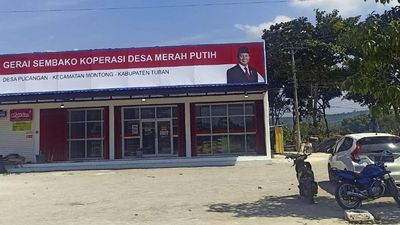 GERAI SEMBAKO KOPERASI DESA MERAH PUTIH
DESA PUCANGAN - KECAMATAN MONTONG - KABUPATEN TUBAN